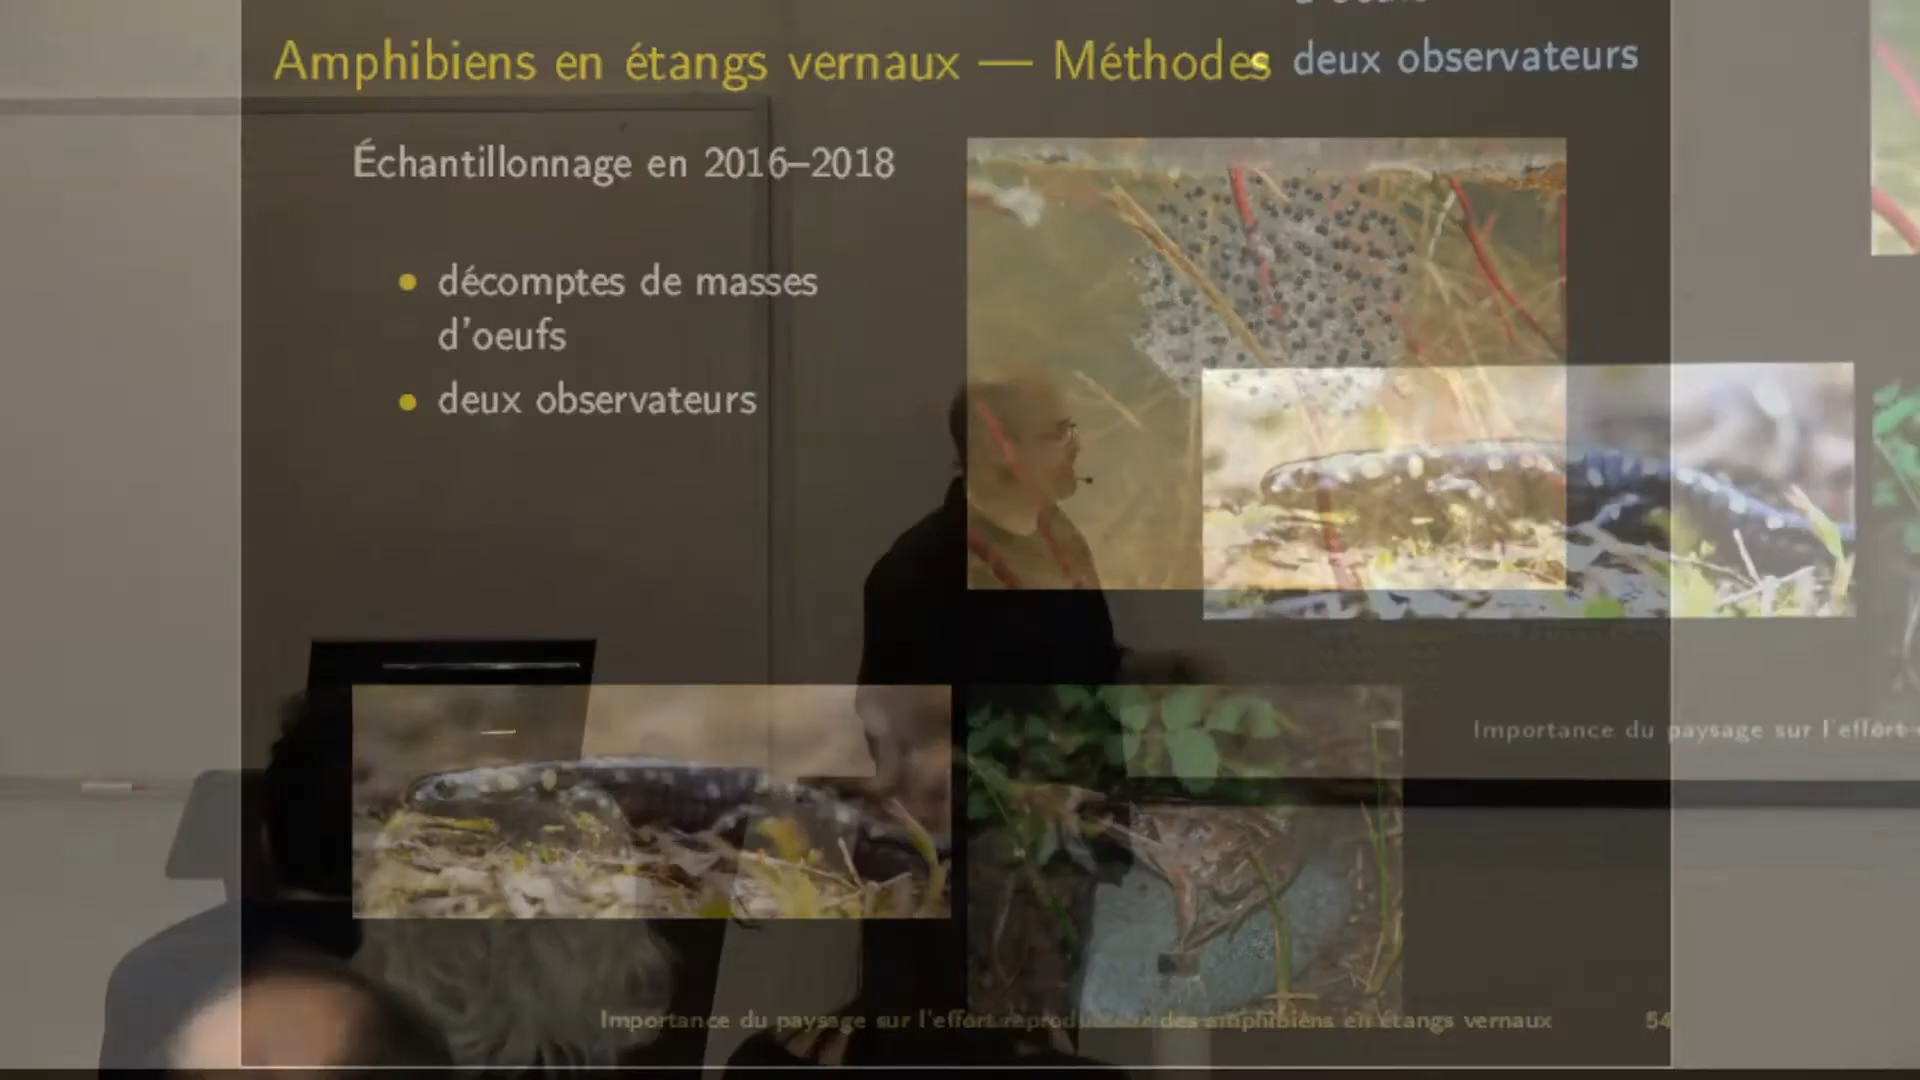 Amphibiens en étangs vernaux — Méthodes
deux observateurs
Échantillonnage en 2016–2018
• décomptes de masses
d'oeufs
• deux observateurs
Importance du paysage sur l'effort
Importance du paysage sur l'effort reproducteur des amphibiens en étangs vernaux
54